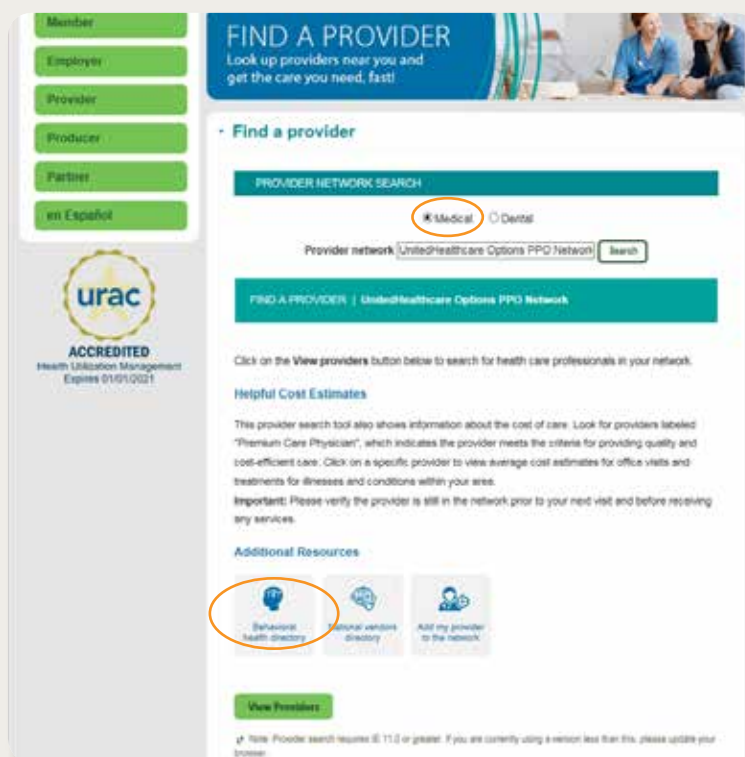 Member
Employer
Provider
Producer
Partner
en Español
urac
ACCREDITED
Health Utilization Management
Expires 01/01/2021
FIND A PROVIDER
Look up providers near you and
get the care you need, fast!
Find a provider
PROVIDER NETWORK SEARCH
Medical Dental
Provider network UnitedHealthcare Options PPO Network Search
FIND A PROVIDER | UnitedHealthcare Options PPO Network
Click on the View providers button below to search for health care professionals in your network.
Helpful Cost Estimates
This provider search tool also shows information about the cost of care. Look for providers labeled
"Premium Care Physician", which indicates the provider meets the criteria for providing quality and
cost-efficient care. Click on a specific provider to view average cost estimates for office visits and
treatments for illnesses and conditions within your area.
Important: Please verify the provider is still in the network prior to your next visit and before receiving
any services.
Additional Resources
Behavioral
health directory
National vendors
directory
Add my provider
to the network
View Providers
Note: Provider search requires IE 11.0 or greater. If you are currently using a version less than this, please update your
browser.